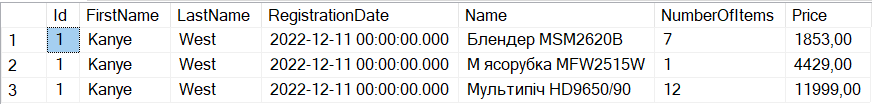 Id FirstName LastName RegistrationDate Name NumberOfItems Price
1 1 Kanye West 2022-12-11 00:00:00.000 Блендер MSM2620B 7 1853,00
2 1 Kanye West 2022-12-11 00:00:00.000 М ясорубка MFW2515W 1 4429,00
3 1 Kanye West 2022-12-11 00:00:00.000 Мультипіч HD9650/90 12 11999,00